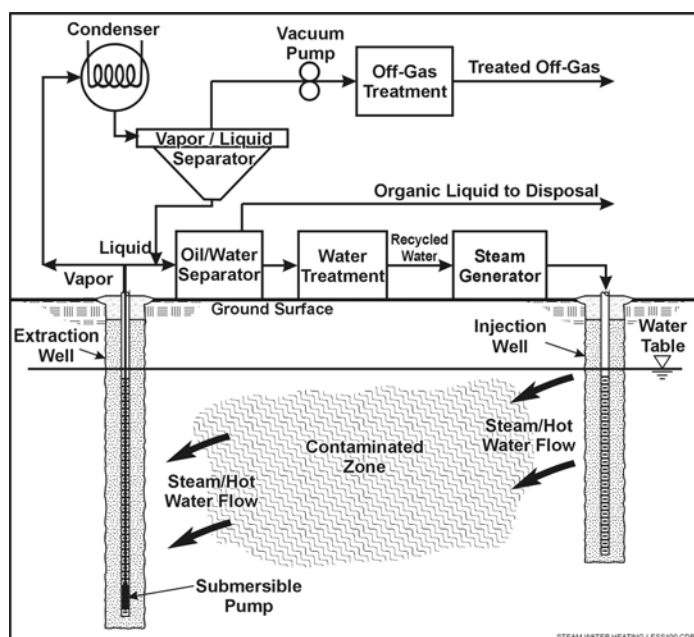 Condenser
Vacuum
Pump
Off-Gas
Treatment
Treated Off-Gas
Vapor / Liquid
Separator
Organic Liquid to Disposal
Liquid
Vapor
Oil/Water
Separator
Water
Treatment
Recycled
Water
Steam
Generator
Ground Surface
Extraction
Well
Injection
Well
Water
Table
Steam/Hot
Water Flow
Contaminated
Zone
Steam/Hot
Water Flow
Submersible
Pump